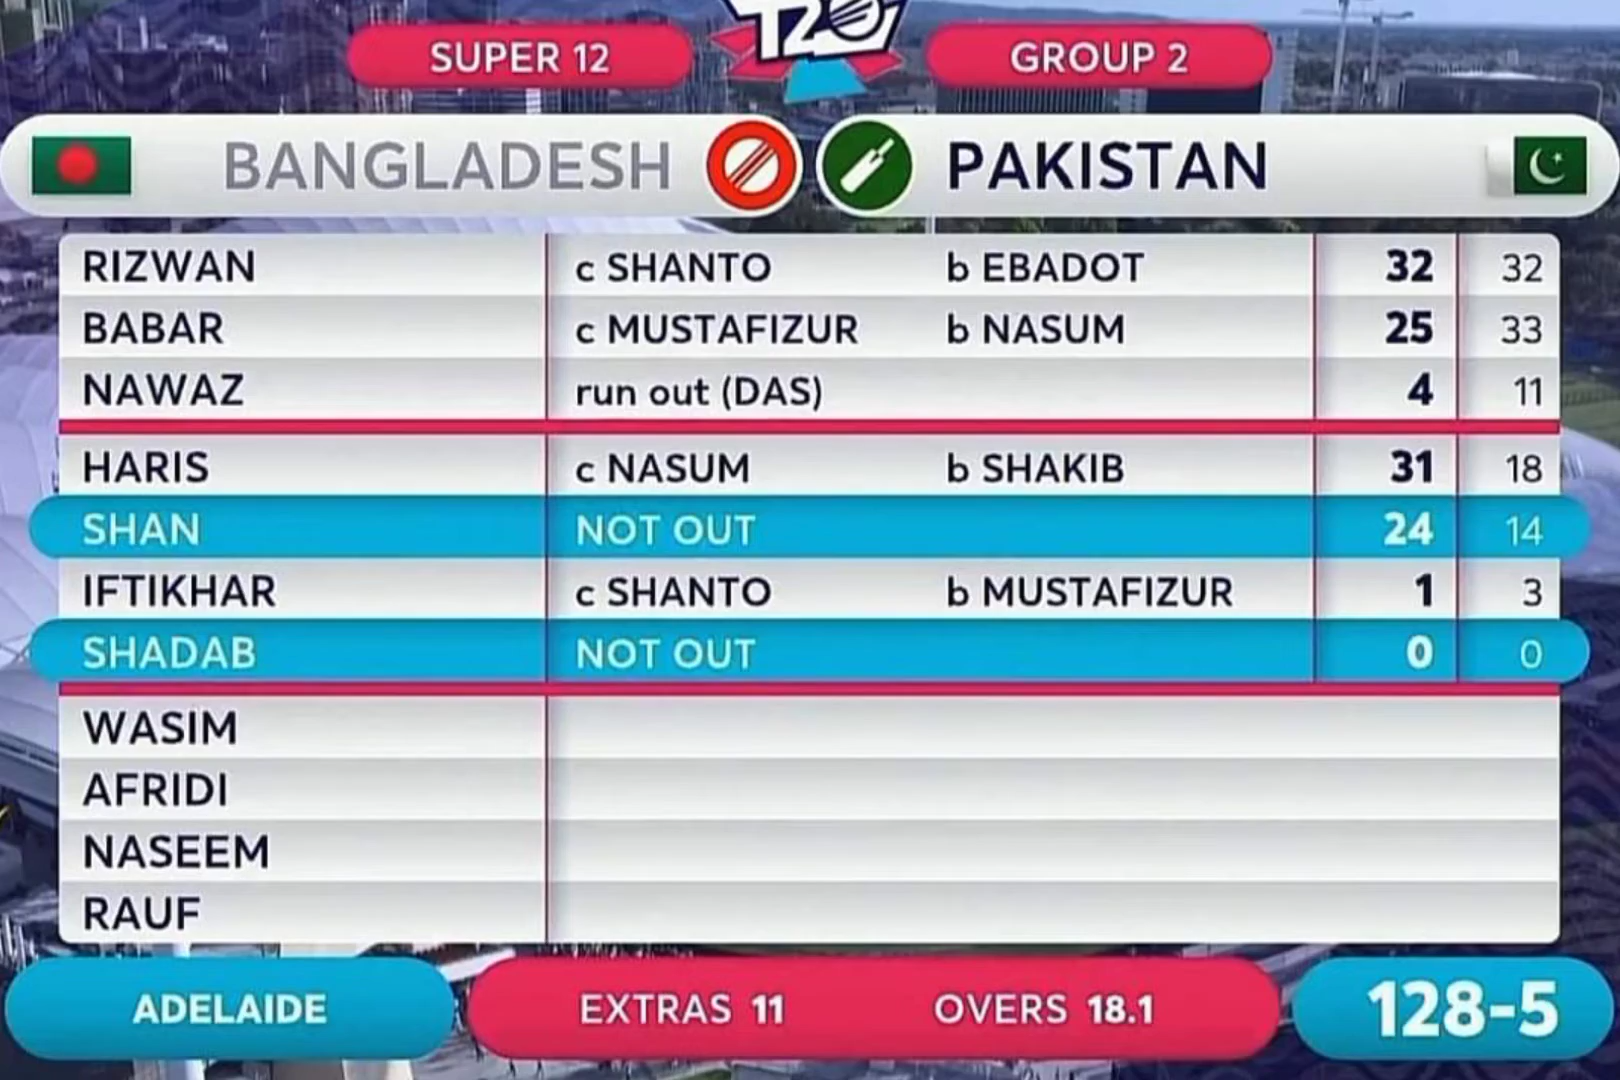 T20
SUPER 12
GROUP 2
BANGLADESH PAKISTAN
RIZWAN c SHANTO b EBADOT 32 32
BABAR c MUSTAFIZUR b NASUM 25 33
NAWAZ run out (DAS) 4 11
HARIS c NASUM b SHAKIB 31 18
SHAN NOT OUT 24 14
IFTIKHAR c SHANTO b MUSTAFIZUR 1 3
SHADAB NOT OUT 0 0
WASIM
AFRIDI
NASEEM
RAUF
ADELAIDE EXTRAS 11 OVERS 18.1 128-5